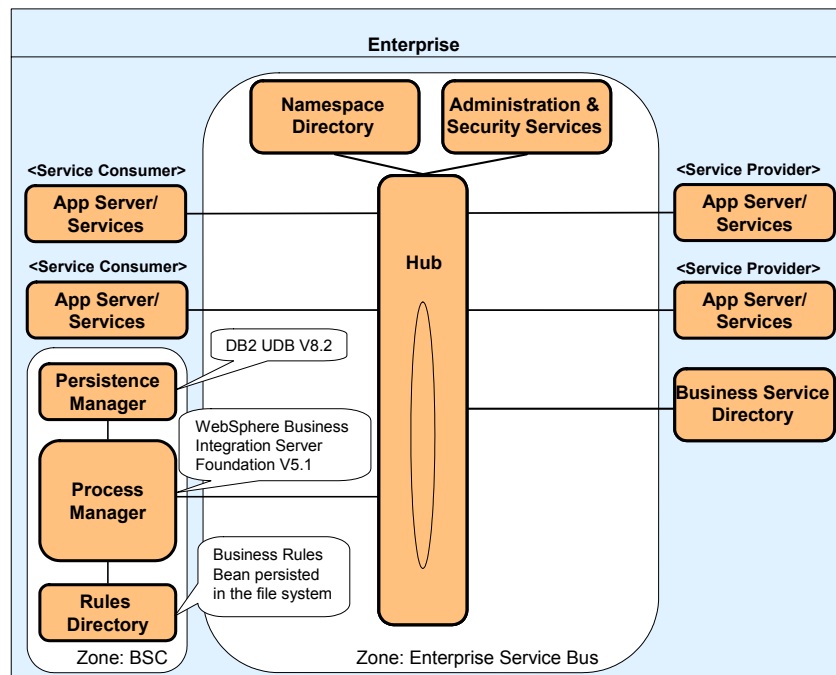 Enterprise
Namespace
Directory
Administration &
Security Services
<Service Consumer>
App Server/
Services
<Service Provider>
App Server/
Services
Hub
<Service Consumer>
App Server/
Services
<Service Provider>
App Server/
Services
DB2 UDB V8.2
Persistence
Manager
Business Service
Directory
WebSphere Business
Integration Server
Foundation V5.1
Process
Manager
Business Rules
Bean persisted
in the file system
Rules
Directory
Zone: BSC
Zone: Enterprise Service Bus